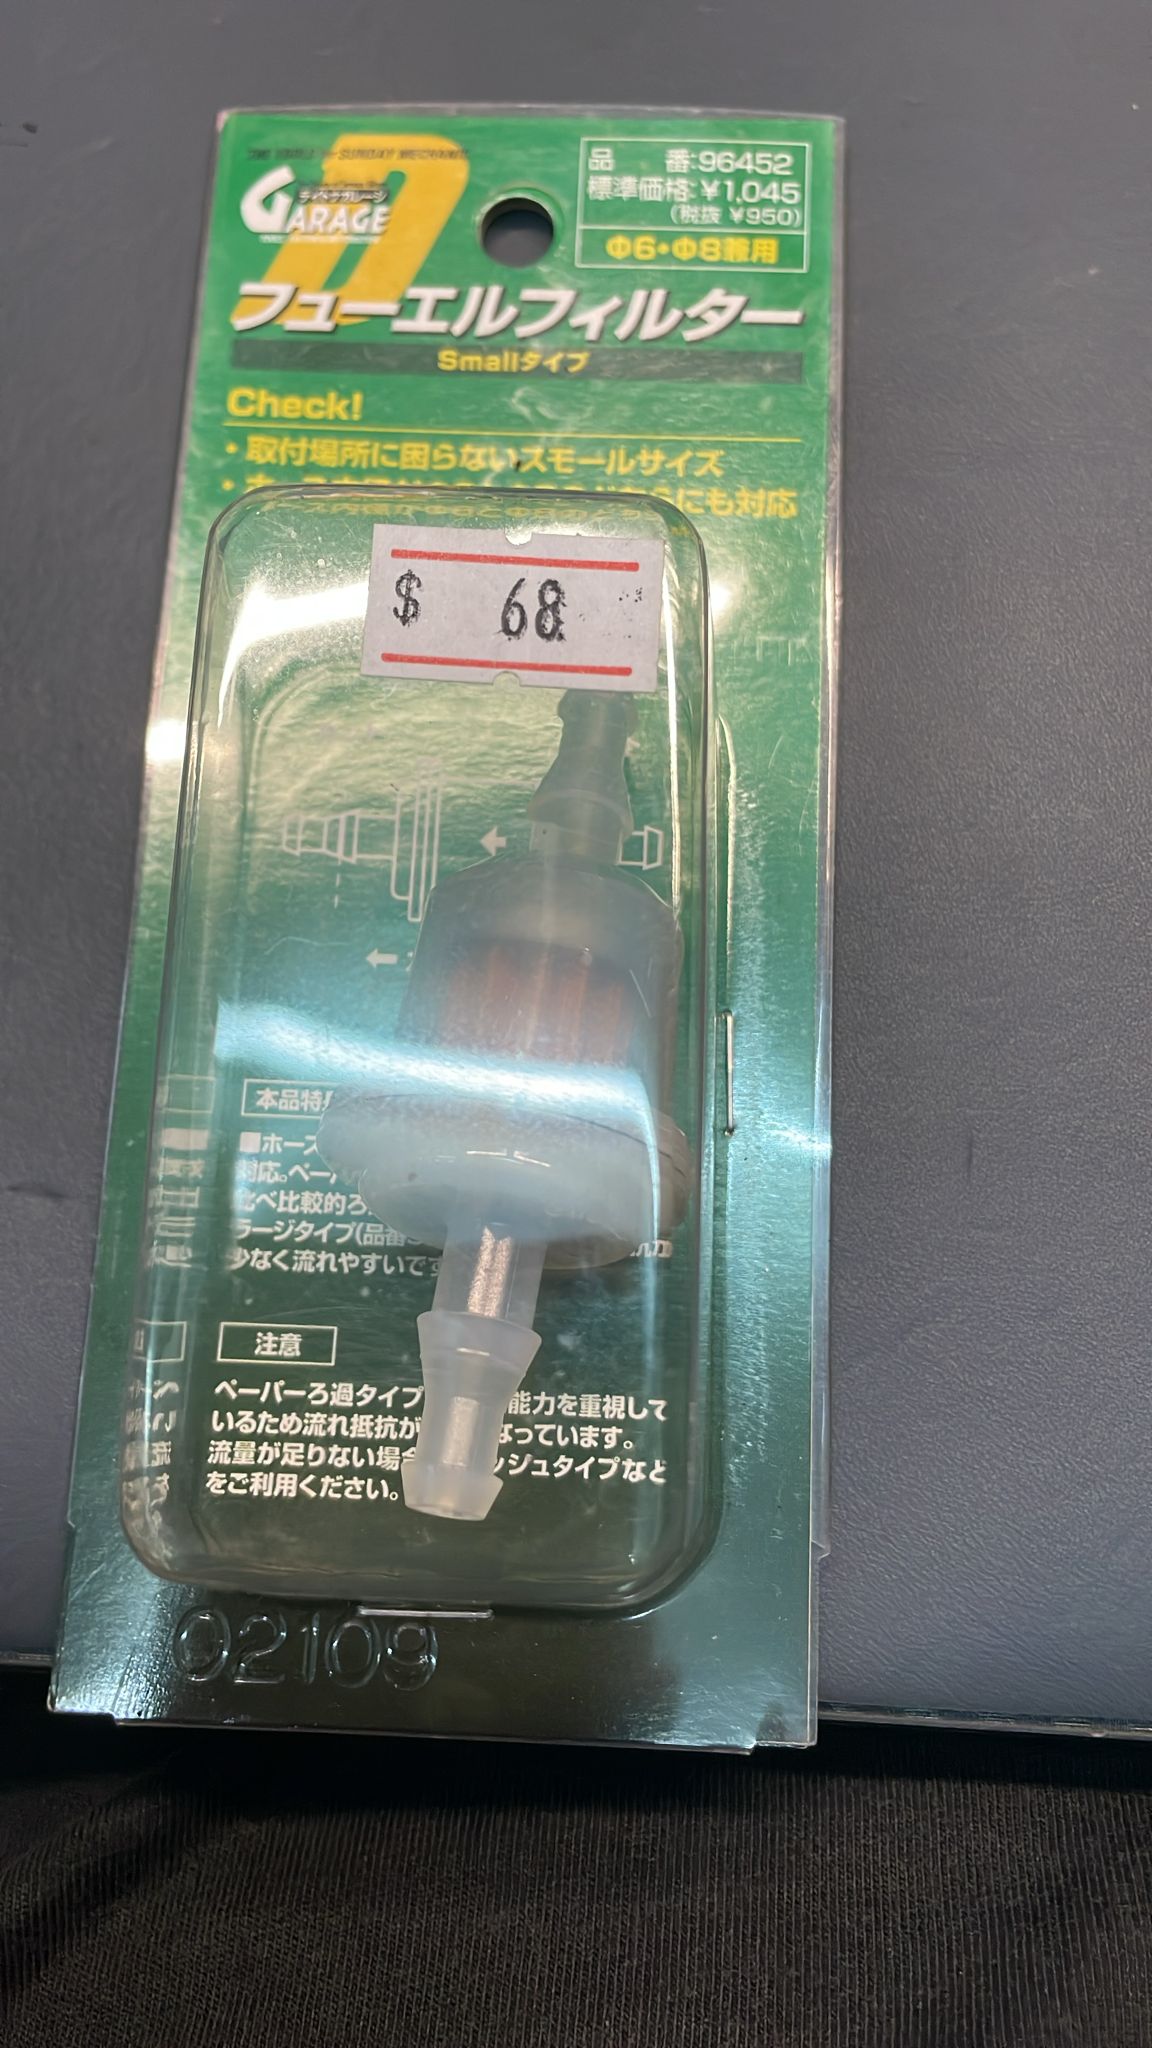 THE TOOLS for SUNDAY MECHANIC
デイトナガレージ
GARAGE
品 番:96452
標準価格:¥1,045
(税抜 ¥950)
Φ6・Φ8兼用
フューエルフィルター
Smallタイプ
Check!
・取付場所に困らないスモールサイズ
にも対応
$ 68
本品特長
■ホース
対応。ペーパ
比べ比較的ろ
ラージタイプ(品番
少なく流れやすいです
注意
ペーパーろ過タイプ 能力を重視して
いるため流れ抵抗が なっています。
流量が足りない場合 ッシュタイプなど
をご利用ください。
02109